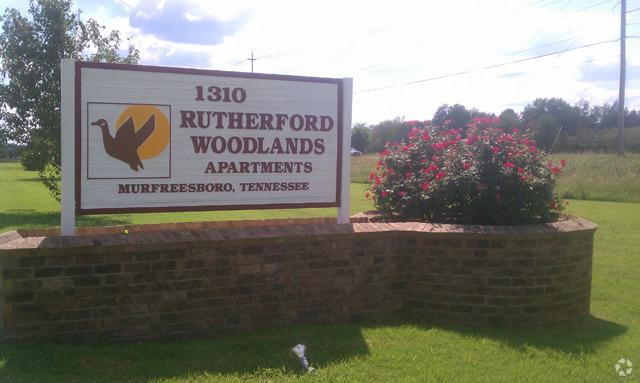 1310
RUTHERFORD
WOODLANDS
APARTMENTS
MURFREESBORO, TENNESSEE